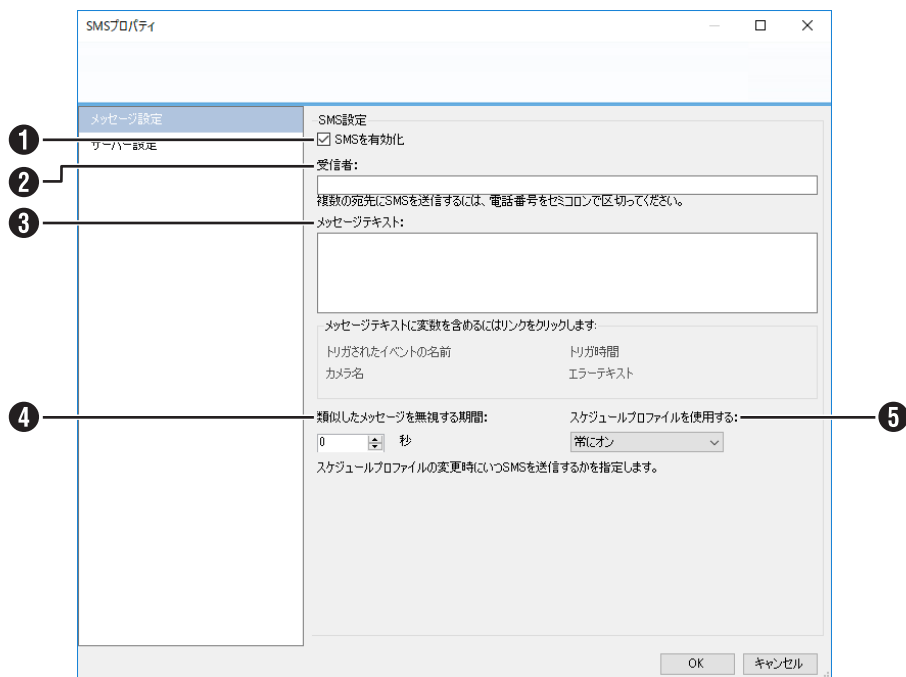 SMSプロパティ
メッセージ設定
サーバー設定
SMS設定
❶
SMSを有効化
❷
受信者:
複数の宛先にSMSを送信するには、電話番号をセミコロンで区切ってください。
❸
メッセージテキスト:
メッセージテキストに変数を含めるにはリンクをクリックします:
トリガされたイベントの名前
トリガ時間
カメラ名
エラーテキスト
❹
類似したメッセージを無視する期間:
スケジュールプロファイルを使用する:
❺
0
秒
常にオン
スケジュールプロファイルの変更時にいつSMSを送信するかを指定します。
OK
キャンセル